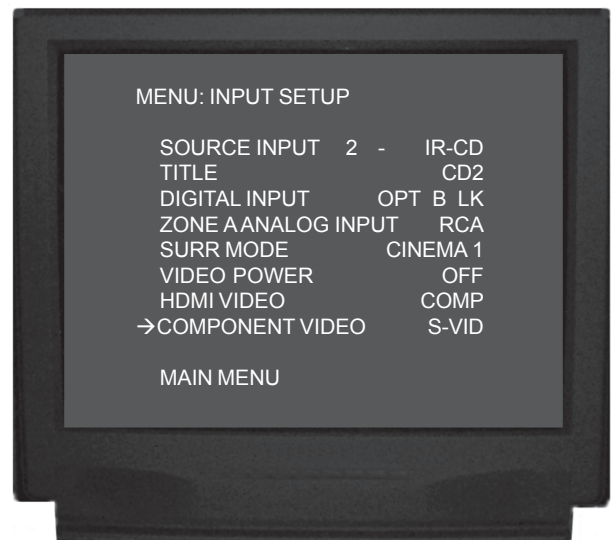 MENU: INPUT SETUP
SOURCE INPUT 2 - IR-CD
TITLE CD2
DIGITAL INPUT OPT B LK
ZONE A ANALOG INPUT RCA
SURR MODE CINEMA 1
VIDEO POWER OFF
HDMI VIDEO COMP
→COMPONENT VIDEO S-VID
MAIN MENU